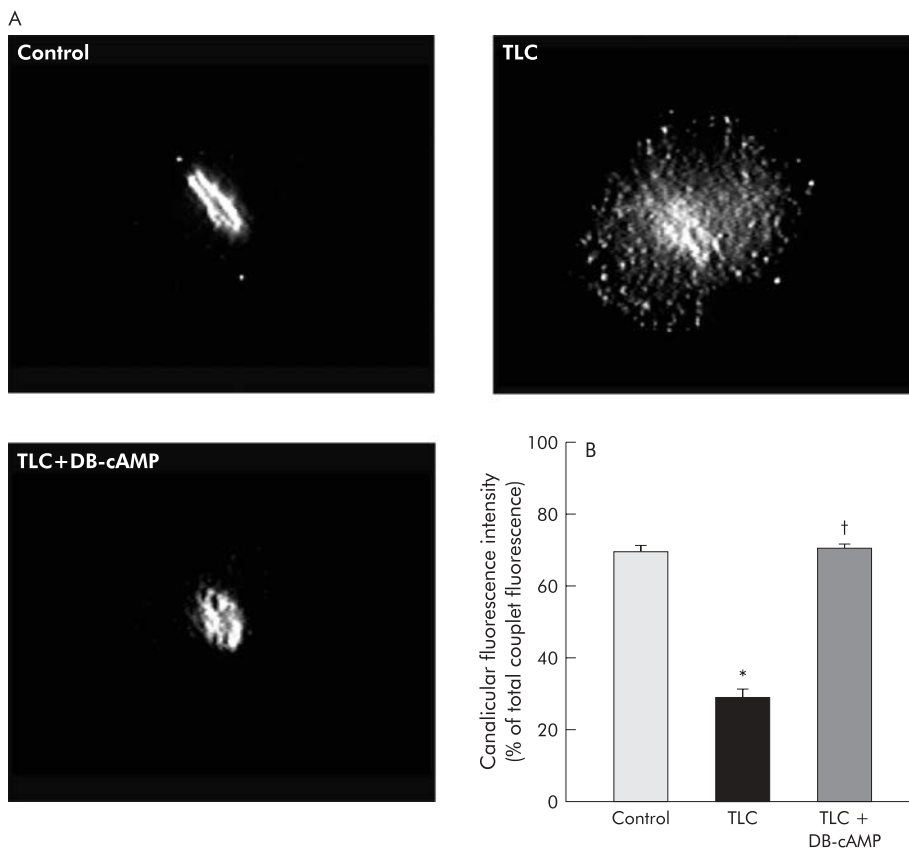 A
Control
TLC
TLC+DB-cAMP
B
Canalicular fluorescence intensity
(% of total couplet fluorescence)
100
80
60
40
20
0
*
†
Control
TLC
TLC +
DB-cAMP